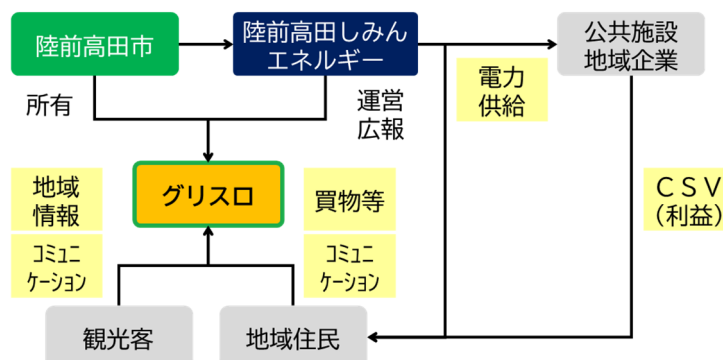 陸前高田市
陸前高田しみん
エネルギー
公共施設
地域企業
所有
運営
広報
電力
供給
グリスロ
地域
情報
買物等
ＣＳＶ
（利益）
ｺﾐｭﾆ
ｹｰｼｮﾝ
ｺﾐｭﾆ
ｹｰｼｮﾝ
観光客
地域住民